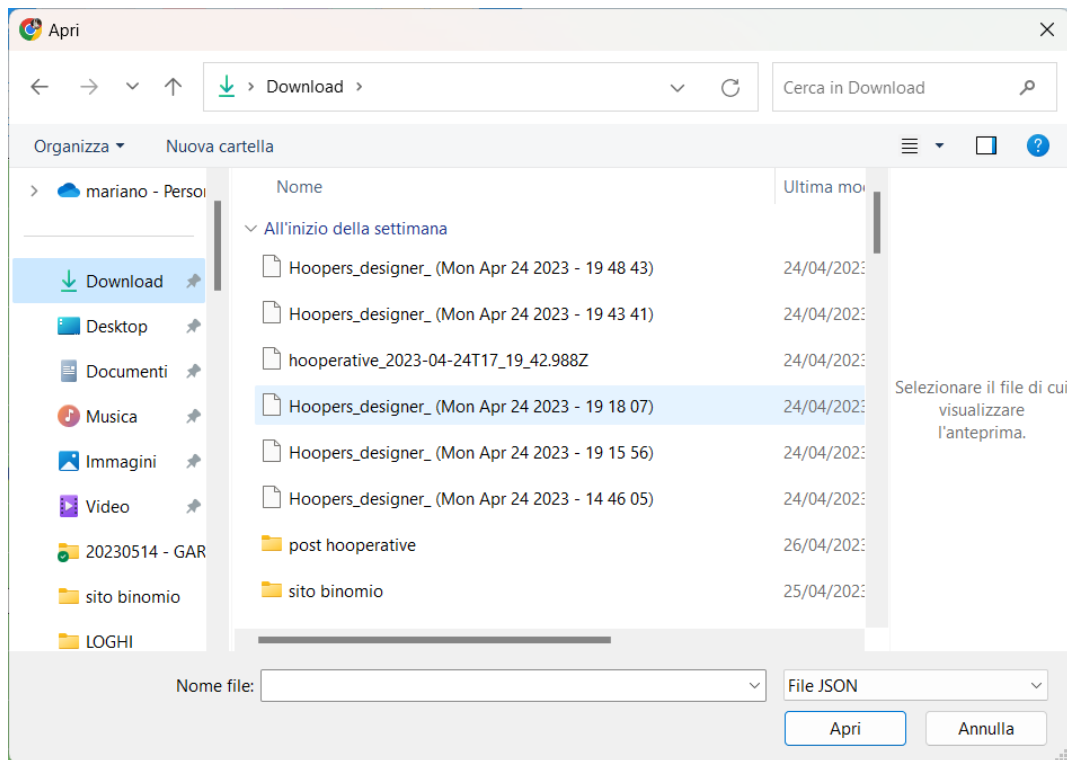 Apri
Download
Cerca in Download
Organizza
Nuova cartella
mariano - Person
Download
Desktop
Documenti
Musica
Immagini
Video
20230514 - GAR
sito binomio
LOGHI
Nome
Ultima mo
All'inizio della settimana
Hoopers_designer_ (Mon Apr 24 2023 - 19 48 43) 24/04/2023
Hoopers_designer_ (Mon Apr 24 2023 - 19 43 41) 24/04/2023
hooperative_2023-04-24T17_19_42.988Z 24/04/2023
Hoopers_designer_ (Mon Apr 24 2023 - 19 18 07) 24/04/2023
Hoopers_designer_ (Mon Apr 24 2023 - 19 15 56) 24/04/2023
Hoopers_designer_ (Mon Apr 24 2023 - 14 46 05) 24/04/2023
post hooperative 26/04/2023
sito binomio 25/04/2023
Selezionare il file di cui
visualizzare
l'anteprima.
Nome file:
File JSON
Apri
Annulla